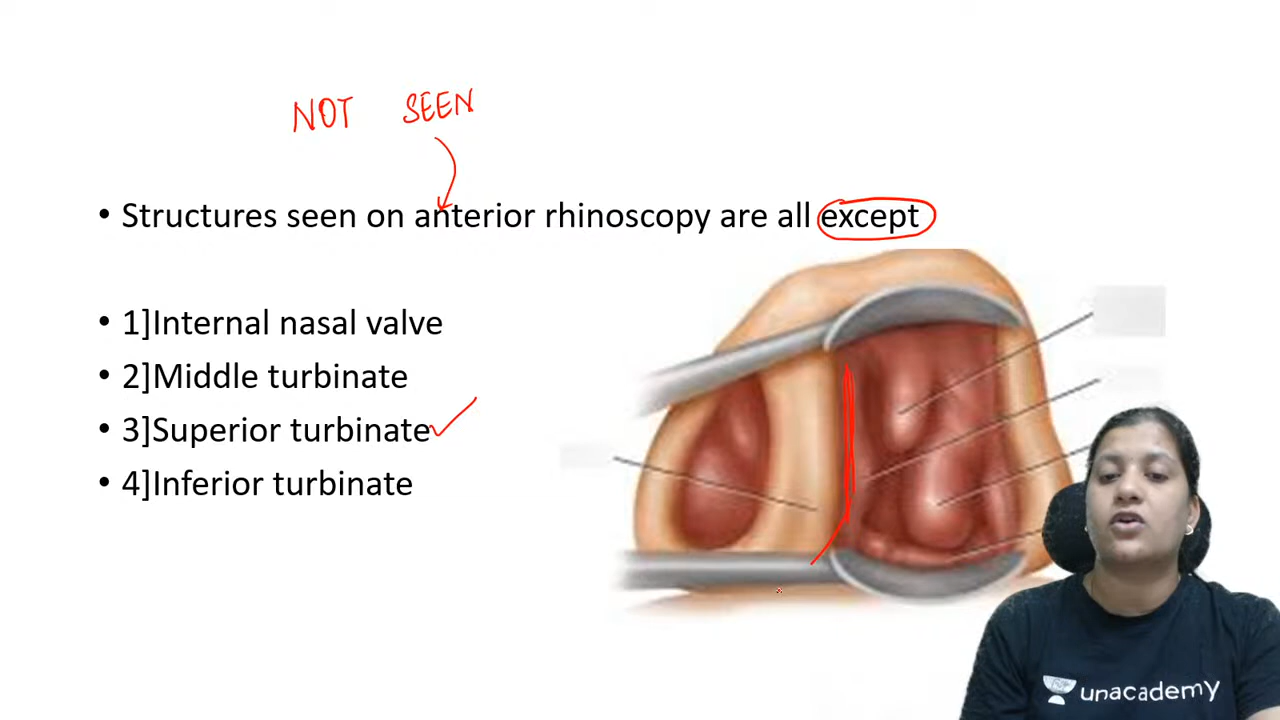 NOT SEEN
• Structures seen on anterior rhinoscopy are all except
• 1]Internal nasal valve
• 2]Middle turbinate
• 3]Superior turbinate
• 4]Inferior turbinate
unacademy